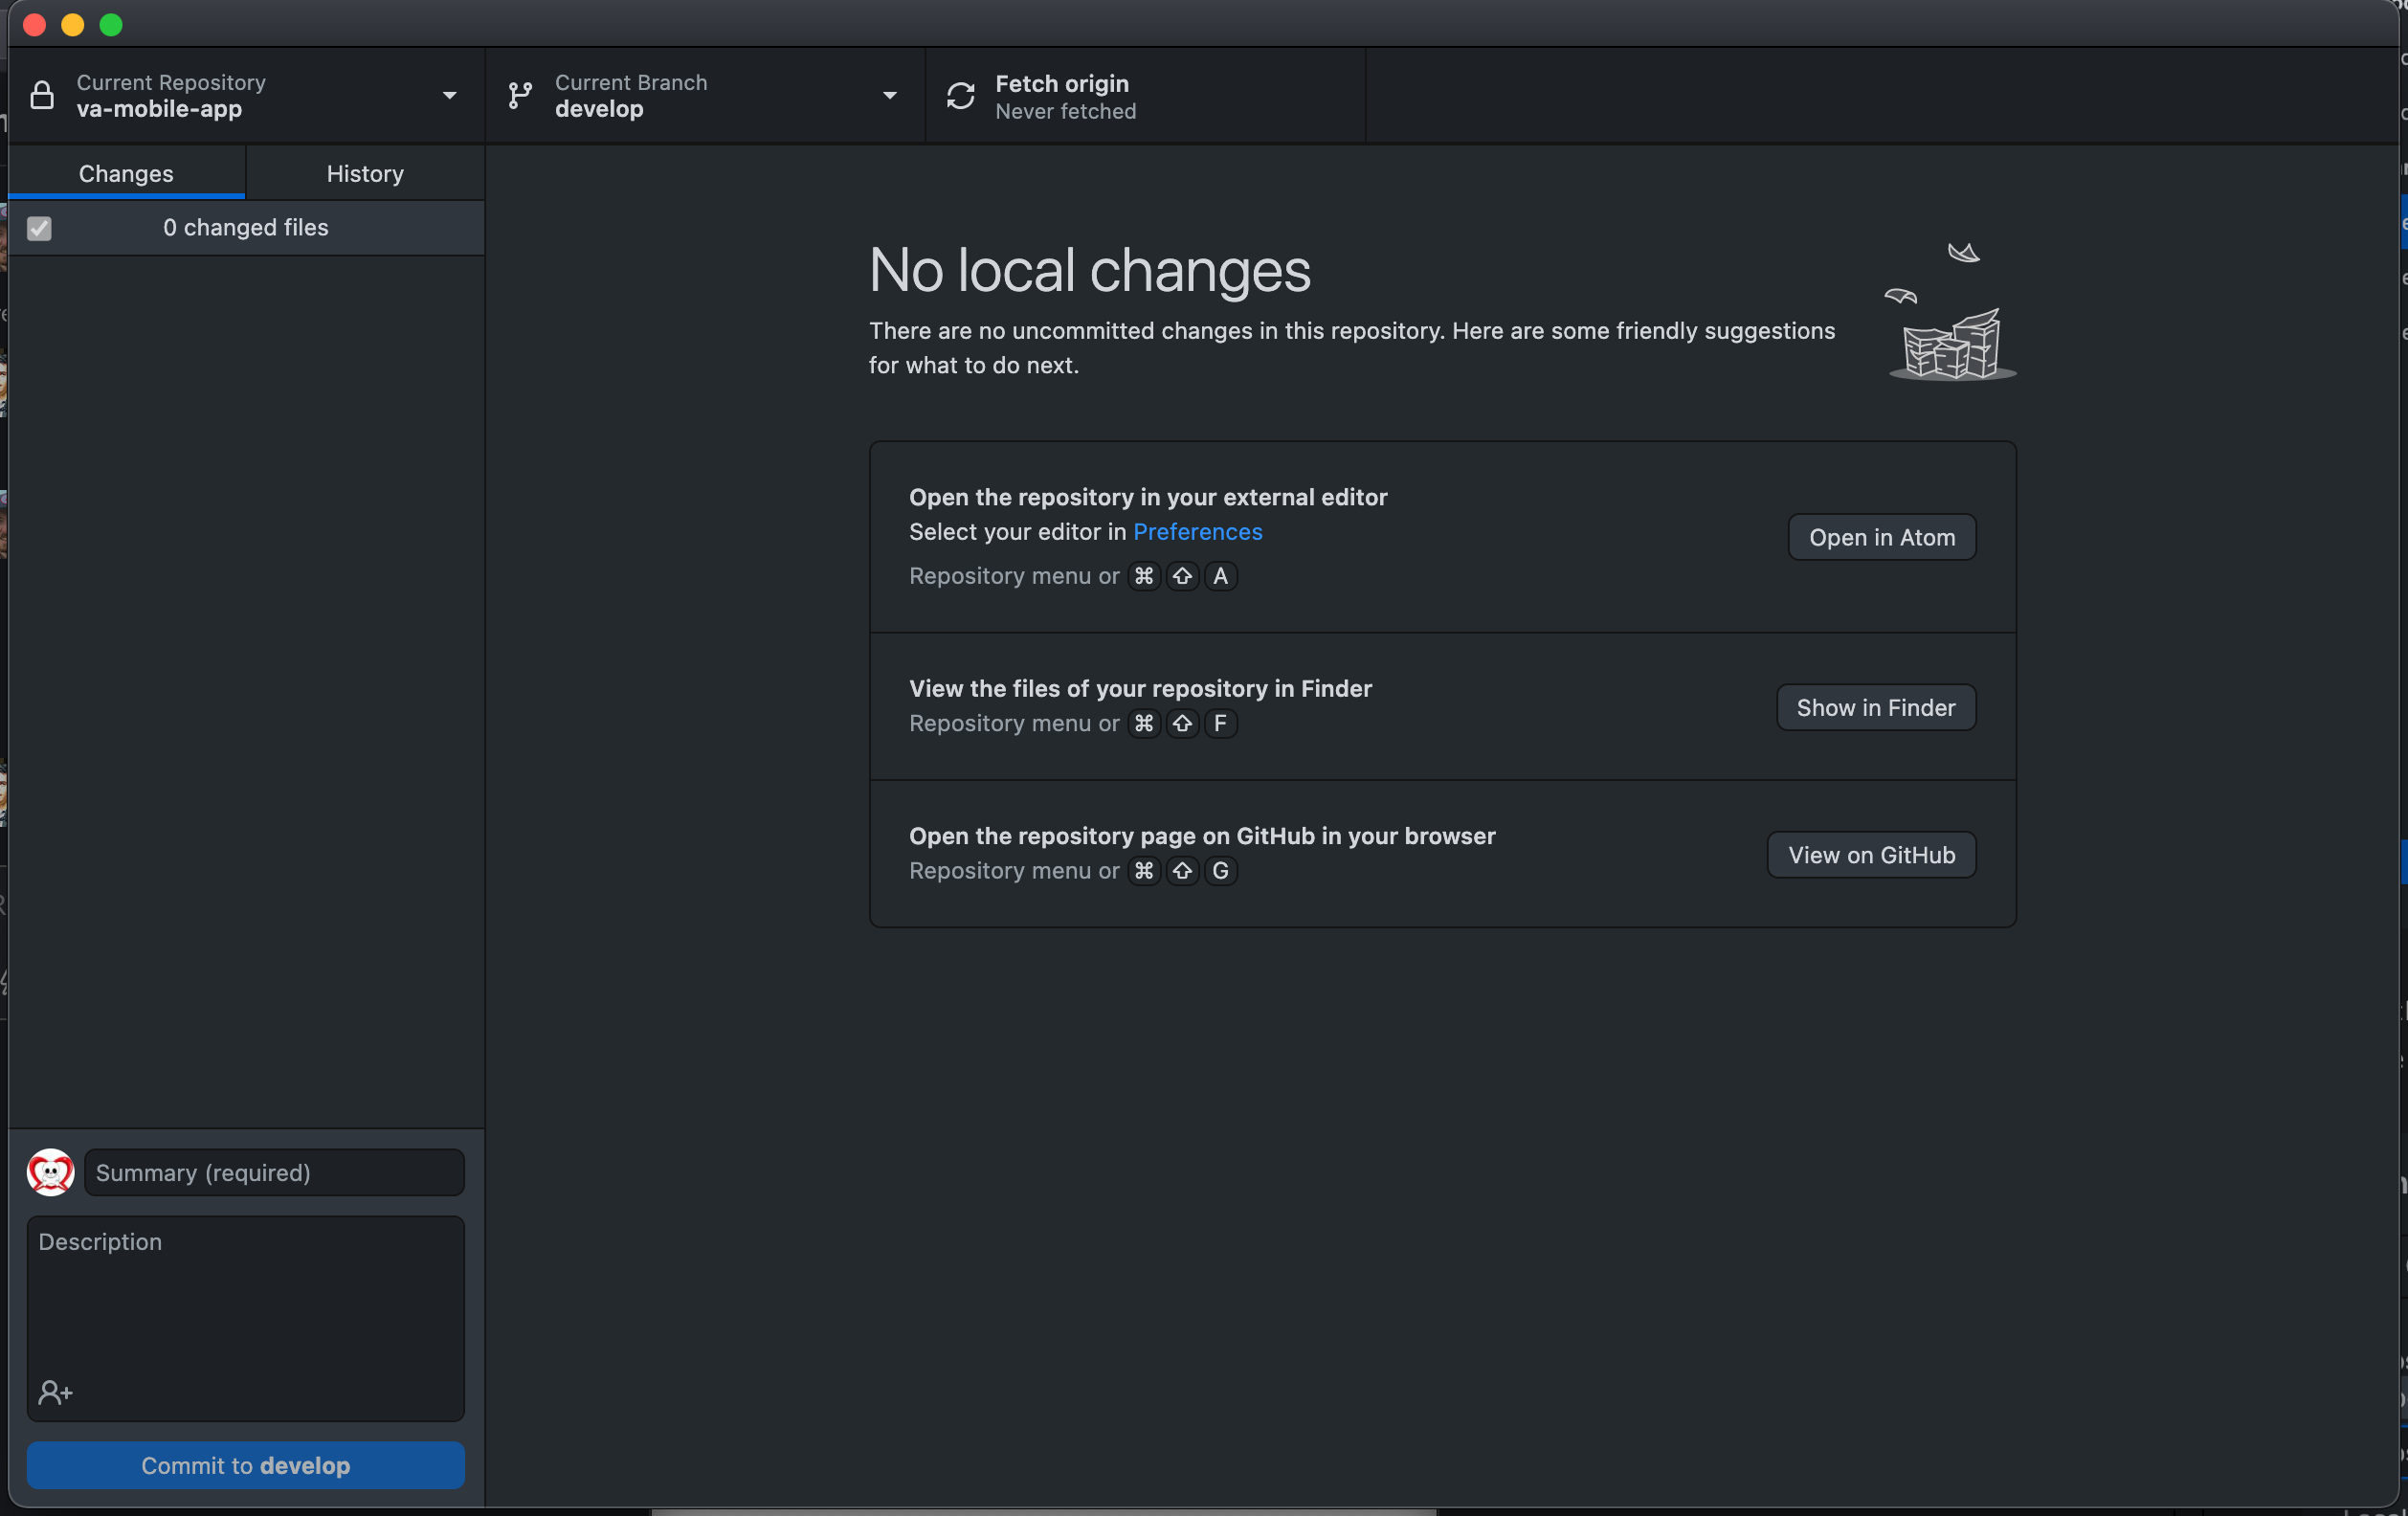 Current Repository
va-mobile-app
Current Branch
develop
Fetch origin
Never fetched
Changes
History
0 changed files
No local changes
There are no uncommitted changes in this repository. Here are some friendly suggestions
for what to do next.
Open the repository in your external editor
Select your editor in Preferences
Repository menu or ⌘ ⇧ A
Open in Atom
View the files of your repository in Finder
Repository menu or ⌘ ⇧ F
Show in Finder
Open the repository page on GitHub in your browser
Repository menu or ⌘ ⇧ G
View on GitHub
Summary (required)
Description
Commit to develop